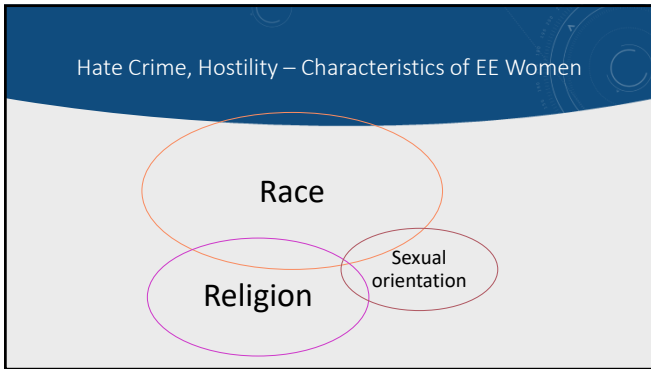 Hate Crime, Hostility – Characteristics of EE Women
Race
Sexual
orientation
Religion